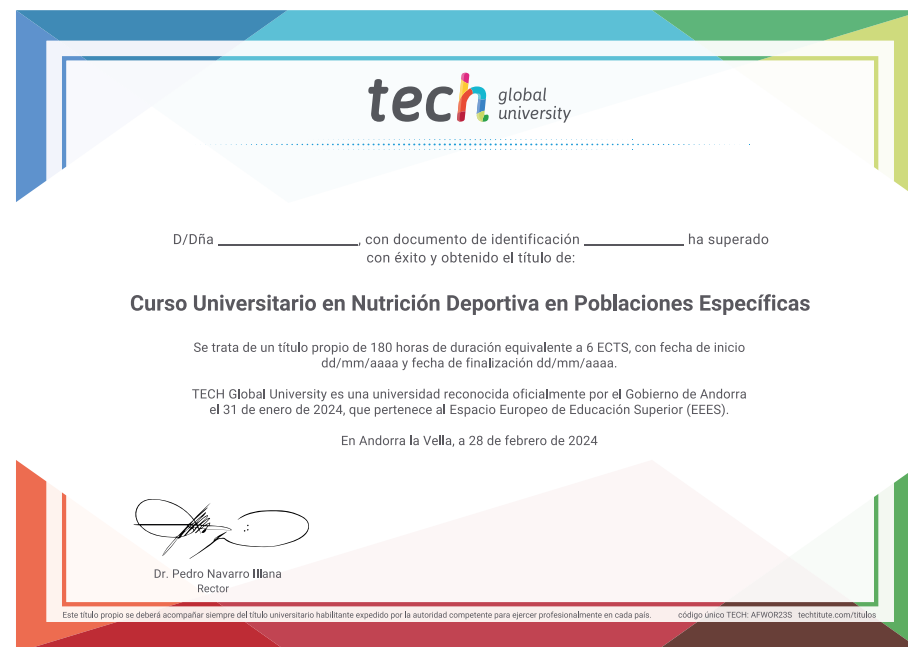 tech global university
D/Dña ____________________, con documento de identificación ______________ ha superado
con éxito y obtenido el título de:
Curso Universitario en Nutrición Deportiva en Poblaciones Específicas
Se trata de un título propio de 180 horas de duración equivalente a 6 ECTS, con fecha de inicio
dd/mm/aaaa y fecha de finalización dd/mm/aaaa.
TECH Global University es una universidad reconocida oficialmente por el Gobierno de Andorra
el 31 de enero de 2024, que pertenece al Espacio Europeo de Educación Superior (EEES).
En Andorra la Vella, a 28 de febrero de 2024
Dr. Pedro Navarro Illana
Rector
Este título propio se deberá acompañar siempre del título universitario habilitante expedido por la autoridad competente para ejercer profesionalmente en cada país. código único TECH: AFWOR23S techtitute.com/titulos